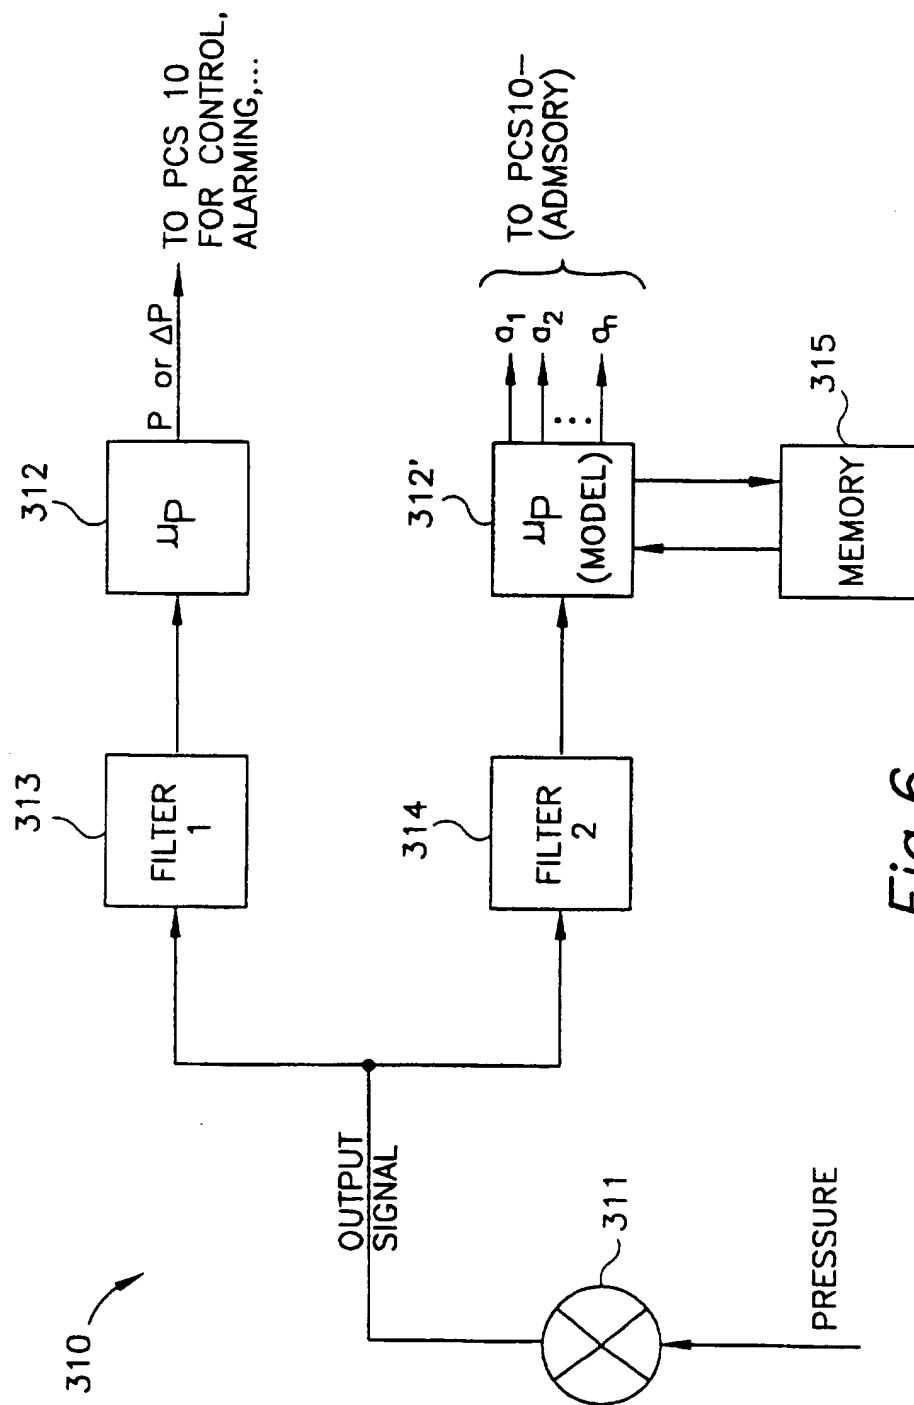 310
PRESSURE
311
OUTPUT
SIGNAL
313
FILTER
1
314
FILTER
2
312
μP
312'
μP
(MODEL)
MEMORY
315
P or ΔP
TO PCS 10
FOR CONTROL,
ALARMING,...
a1
a2
...
an
TO PCS10–
(ADMSORY)
Fig. 6